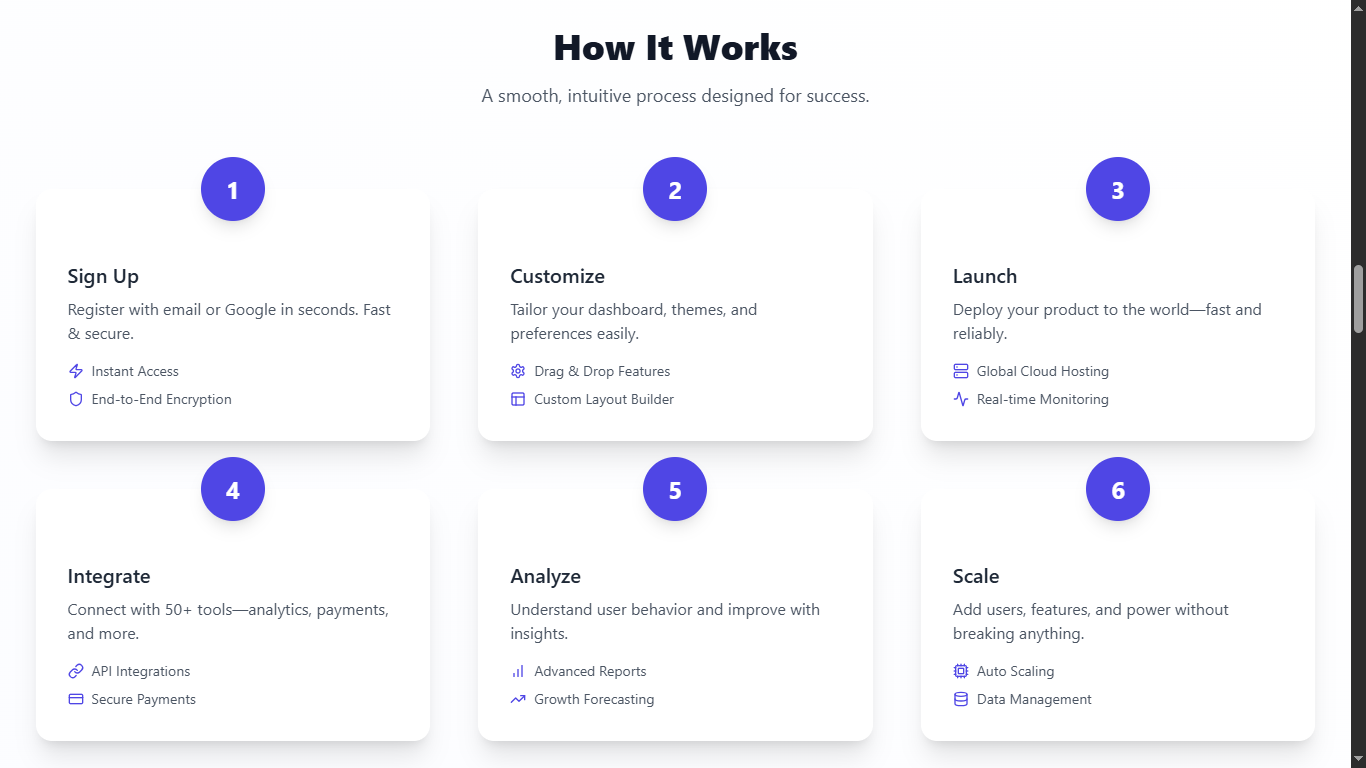 How It Works
A smooth, intuitive process designed for success.
1
Sign Up
Register with email or Google in seconds. Fast
& secure.
Instant Access
End-to-End Encryption
2
Customize
Tailor your dashboard, themes, and
preferences easily.
Drag & Drop Features
Custom Layout Builder
3
Launch
Deploy your product to the world—fast and
reliably.
Global Cloud Hosting
Real-time Monitoring
4
Integrate
Connect with 50+ tools—analytics, payments,
and more.
API Integrations
Secure Payments
5
Analyze
Understand user behavior and improve with
insights.
Advanced Reports
Growth Forecasting
6
Scale
Add users, features, and power without
breaking anything.
Auto Scaling
Data Management